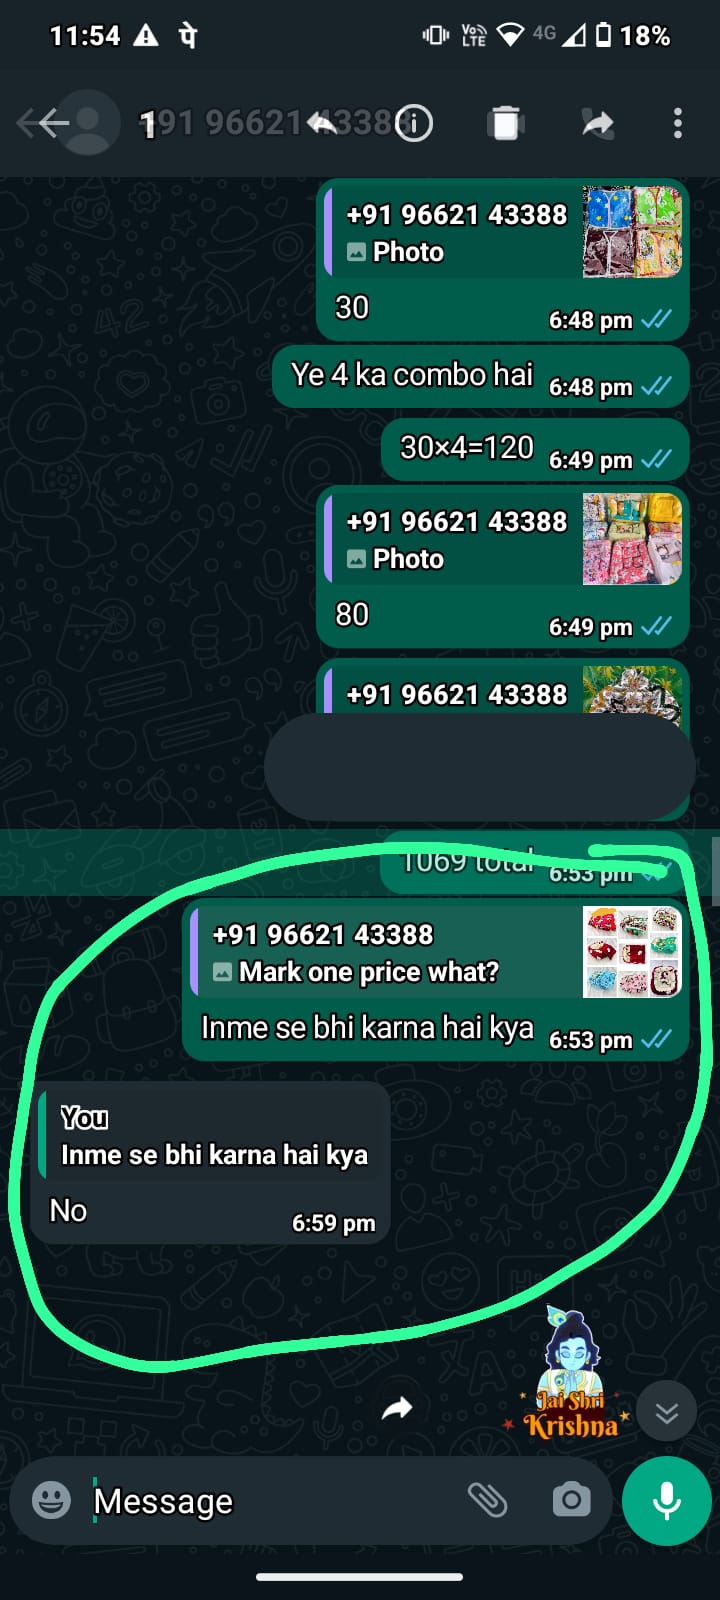 11:54 पे Vo LTE 4G 18%
1 +91 96621 43388
+91 96621 43388
Photo
30
6:48 pm
Ye 4 ka combo hai 6:48 pm
30×4=120 6:49 pm
+91 96621 43388
Photo
80
6:49 pm
+91 96621 43388
1069 total 6:53 pm
+91 96621 43388
Mark one price what?
Inme se bhi karna hai kya 6:53 pm
You
Inme se bhi karna hai kya
No
6:59 pm
Jai Shri
Krishna
Message